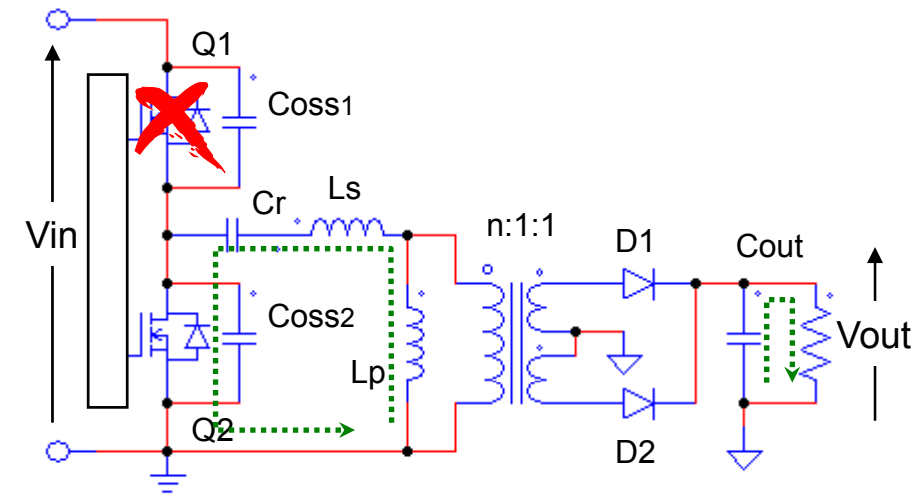 Q1
Coss1
Cr
Ls
n:1:1
Vin
D1
Cout
Coss2
Lp
Vout
Q2
D2